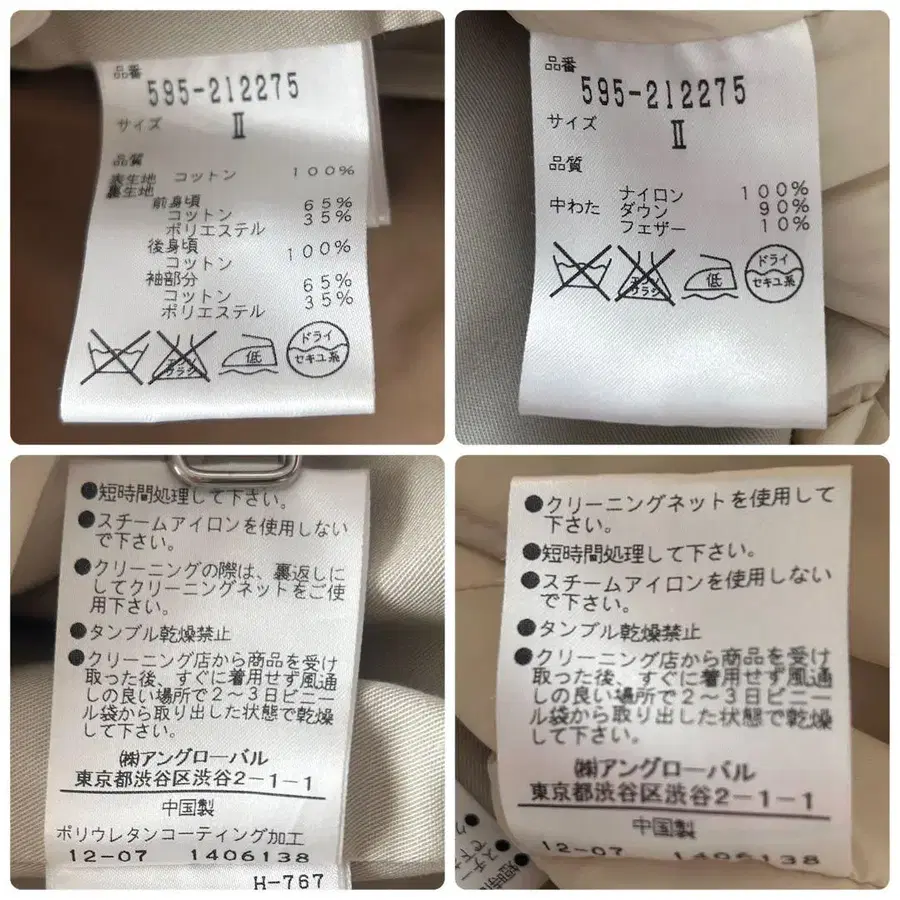 品番
595-212275
サイズ
II
品質
表生地 コットン 100%
裏生地
前身頃
コットン 65%
ポリエステル 35%
後身頃
コットン 100%
袖部分
コットン 65%
ポリエステル 35%
低
ドライ
セキユ系
品番
595-212275
サイズ
II
品質
ナイロン 100%
中わた ダウン 90%
フェザー 10%
低
ドライ
セキユ系
●短時間処理して下さい。
●スチームアイロンを使用しない
で下さい。
●クリーニングの際は、裏返しに
してクリーニングネットをご使
用下さい。
●タンブル乾燥禁止
●クリーニング店から商品を受け
取った後、すぐに着用せず風通
しの良い場所で2〜3日ビニー
ル袋から取り出した状態で乾燥
して下さい。
㈱アングローバル
東京都渋谷区渋谷2-1-1
中国製
ポリウレタンコーティング加工
12-07 1406138
H-767
●クリーニングネットを使用して
下さい。
●短時間処理して下さい。
●スチームアイロンを使用しない
で下さい。
●タンブル乾燥禁止
●クリーニング店から商品を受け
取った後、すぐに着用せず風通
しの良い場所で2〜3日ビニー
ル袋から取り出した状態で乾燥
して下さい。
㈱アングローバル
東京都渋谷区渋谷2-1-1
中国製
12-07 1406138